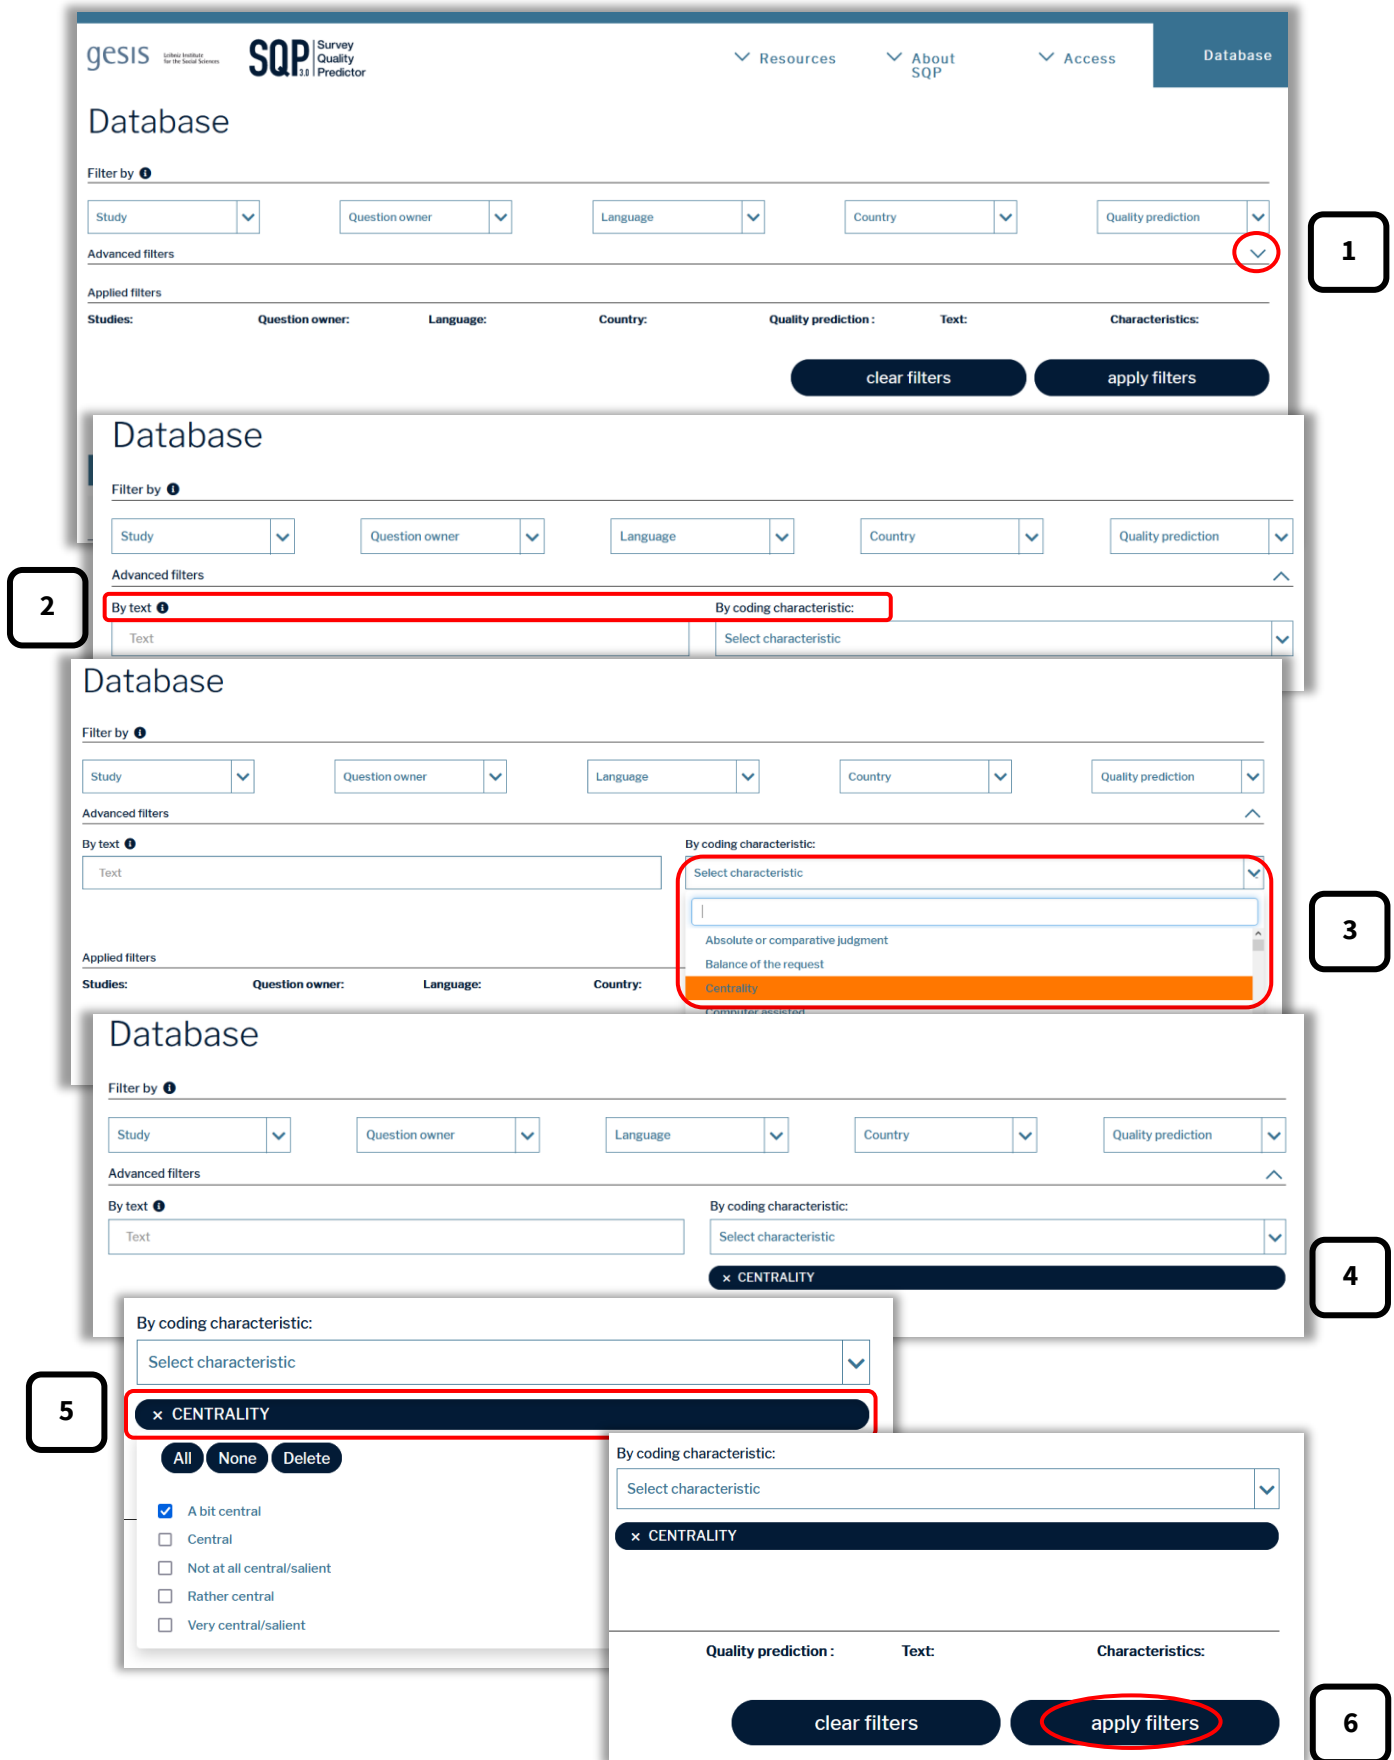 gesis Leibniz Institute
for the Social Sciences
SQP 3.0 Survey
Quality
Predictor
Resources
About
SQP
Access
Database
Database
Filter by
Study
Question owner
Language
Country
Quality prediction
Advanced filters
1
Applied filters
Studies: Question owner: Language: Country: Quality prediction : Text: Characteristics:
clear filters apply filters
Database
Filter by
Study Question owner Language Country Quality prediction
Advanced filters
2
By text By coding characteristic:
Text Select characteristic
Database
Filter by
Study Question owner Language Country Quality prediction
Advanced filters
By text By coding characteristic:
Text Select characteristic
3
Absolute or comparative judgment
Balance of the request
Applied filters
Studies: Question owner: Language: Country:
Centrality
Computer assisted
Database
Filter by
Study Question owner Language Country Quality prediction
Advanced filters
By text By coding characteristic:
Text Select characteristic
× CENTRALITY
4
By coding characteristic:
Select characteristic
5
× CENTRALITY
All None Delete
A bit central
Central
Not at all central/salient
Rather central
Very central/salient
By coding characteristic:
Select characteristic
× CENTRALITY
Quality prediction : Text: Characteristics:
clear filters apply filters
6